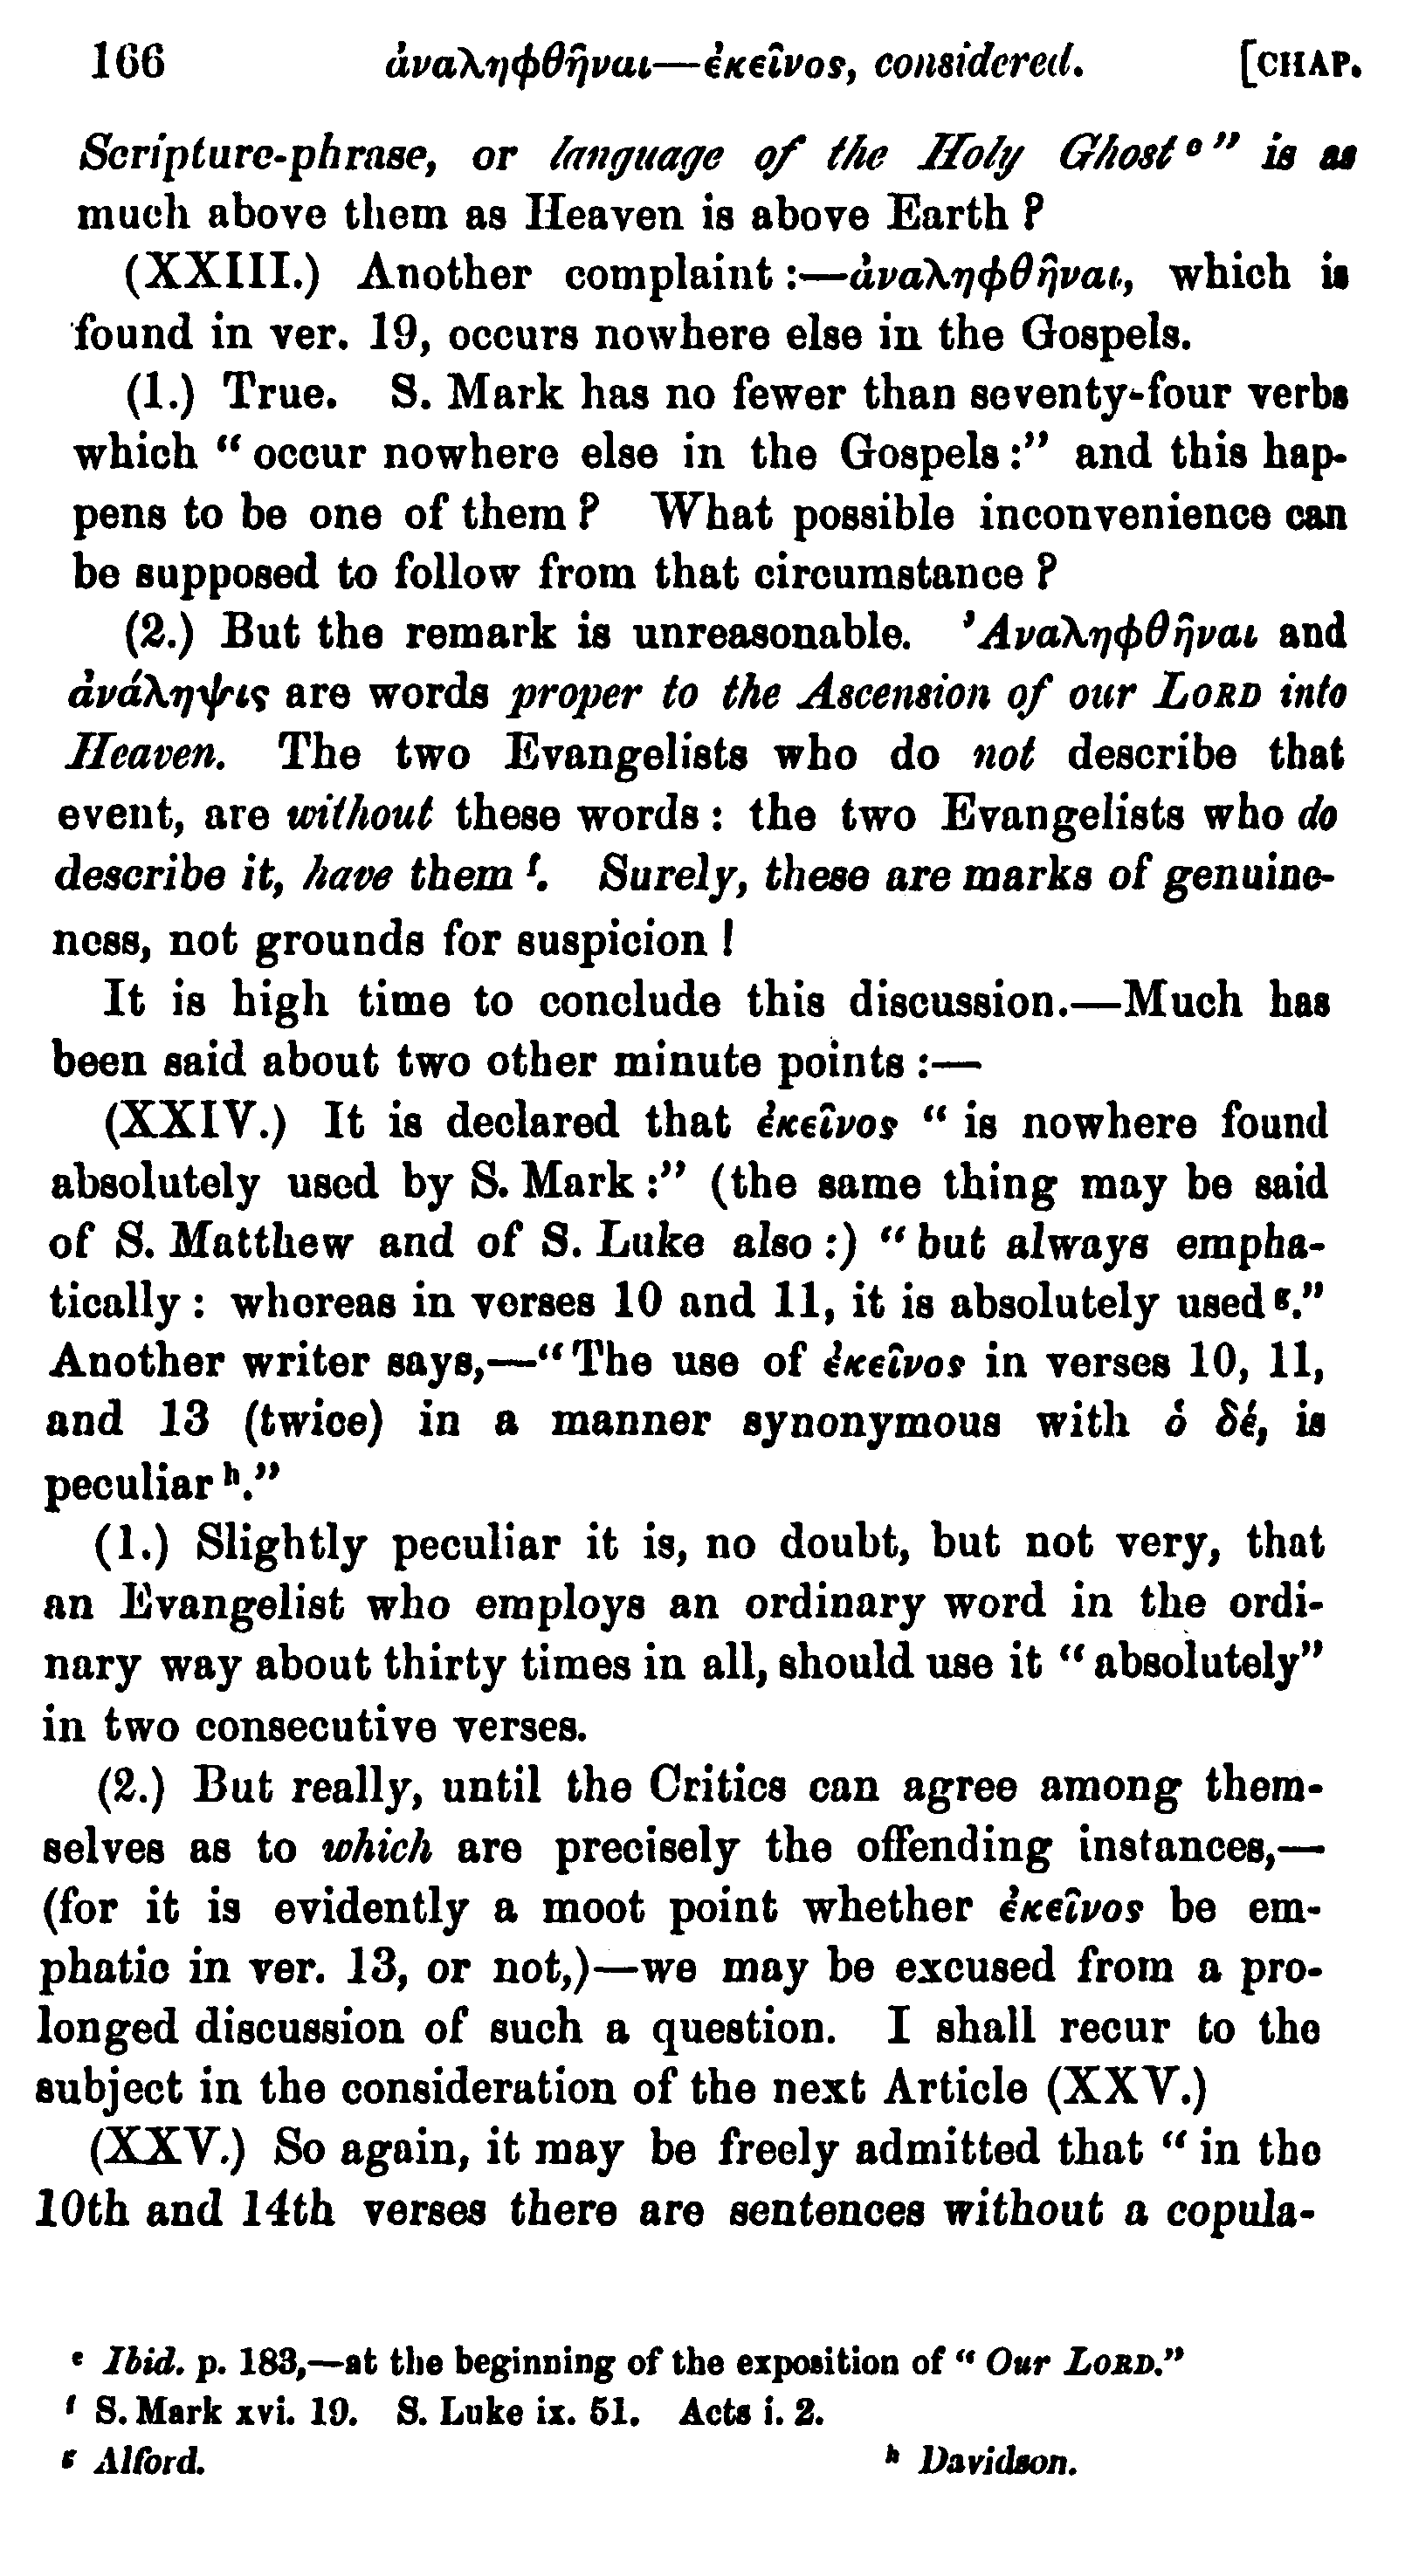 166 ἀναληφθῆναι—ἐκεῖνος, considered. [CHAP.
Scripture-phrase, or language of the Holy Ghost e" is as
much above them as Heaven is above Earth?
(XXIII.) Another complaint:—ἀναληφθῆναι, which is
found in ver. 19, occurs nowhere else in the Gospels.
(1.) True. S. Mark has no fewer than seventy-four verbs
which "occur nowhere else in the Gospels:" and this hap-
pens to be one of them? What possible inconvenience can
be supposed to follow from that circumstance?
(2.) But the remark is unreasonable. Ἀναληφθῆναι and
ἀνάληψις are words proper to the Ascension of our LORD into
Heaven. The two Evangelists who do not describe that
event, are without these words: the two Evangelists who do
describe it, have them f. Surely, these are marks of genuine-
ness, not grounds for suspicion!
It is high time to conclude this discussion.—Much has
been said about two other minute points:—
(XXIV.) It is declared that ἐκεῖνος "is nowhere found
absolutely used by S. Mark:" (the same thing may be said
of S. Matthew and of S. Luke also:) "but always empha-
tically: whereas in verses 10 and 11, it is absolutely used g."
Another writer says,—"The use of ἐκεῖνος in verses 10, 11,
and 13 (twice) in a manner synonymous with ὁ δέ, is
peculiar h."
(1.) Slightly peculiar it is, no doubt, but not very, that
an Evangelist who employs an ordinary word in the ordi-
nary way about thirty times in all, should use it "absolutely"
in two consecutive verses.
(2.) But really, until the Critics can agree among them-
selves as to which are precisely the offending instances,—
(for it is evidently a moot point whether ἐκεῖνος be em-
phatic in ver. 13, or not,)—we may be excused from a pro-
longed discussion of such a question. I shall recur to the
subject in the consideration of the next Article (XXV.)
(XXV.) So again, it may be freely admitted that "in the
10th and 14th verses there are sentences without a copula-
e Ibid. p. 183,—at the beginning of the exposition of "Our LORD."
f S. Mark xvi. 19. S. Luke ix. 51. Acts i. 2.
g Alford. h Davidson.